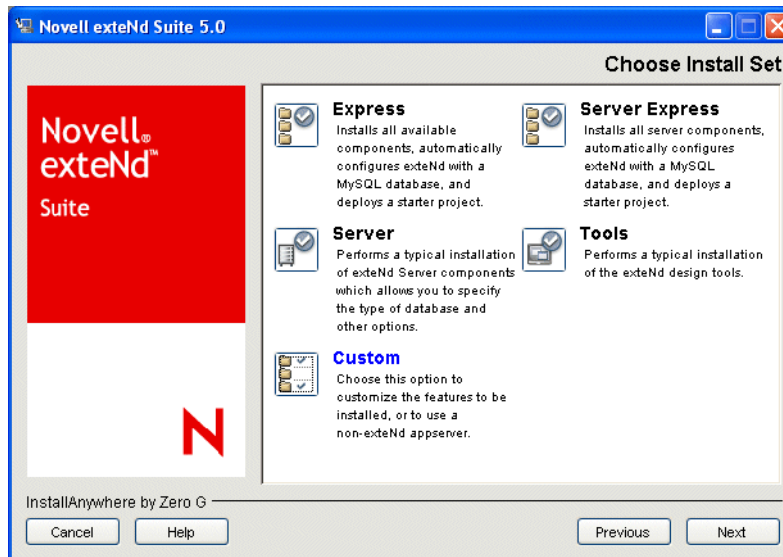 Novell exteNd Suite 5.0
Choose Install Set
Novell®
exteNd™
Suite
Express
Installs all available
components, automatically
configures exteNd with a
MySQL database, and
deploys a starter project.
Server Express
Installs all server components,
automatically configures
exteNd with a MySQL
database, and deploys a
starter project.
Server
Performs a typical installation
of exteNd Server components
which allows you to specify
the type of database and
other options.
Tools
Performs a typical installation
of the exteNd design tools.
Custom
Choose this option to
customize the features to be
installed, or to use a
non-exteNd appserver.
N
InstallAnywhere by Zero G
Cancel
Help
Previous
Next